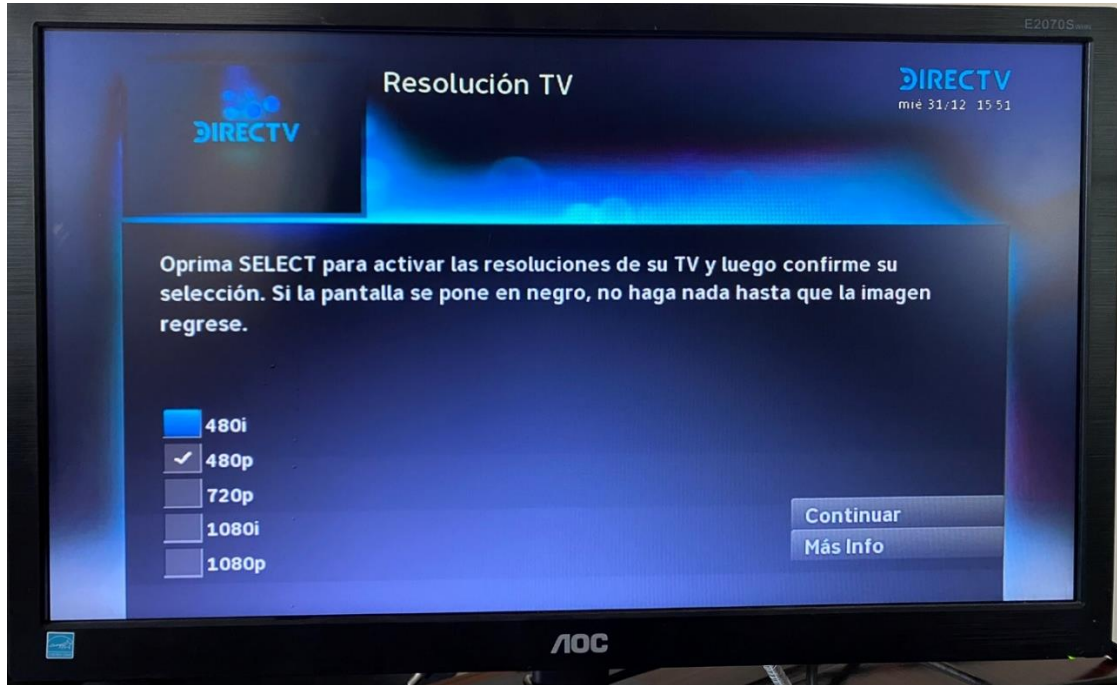 E2070S
Resolución TV
DIRECTV
mié 31/12 15 51
DIRECTV
Oprima SELECT para activar las resoluciones de su TV y luego confirme su
selección. Si la pantalla se pone en negro, no haga nada hasta que la imagen
regrese.
480i
480p
720p
1080i
1080p
Continuar
Más Info
AOC